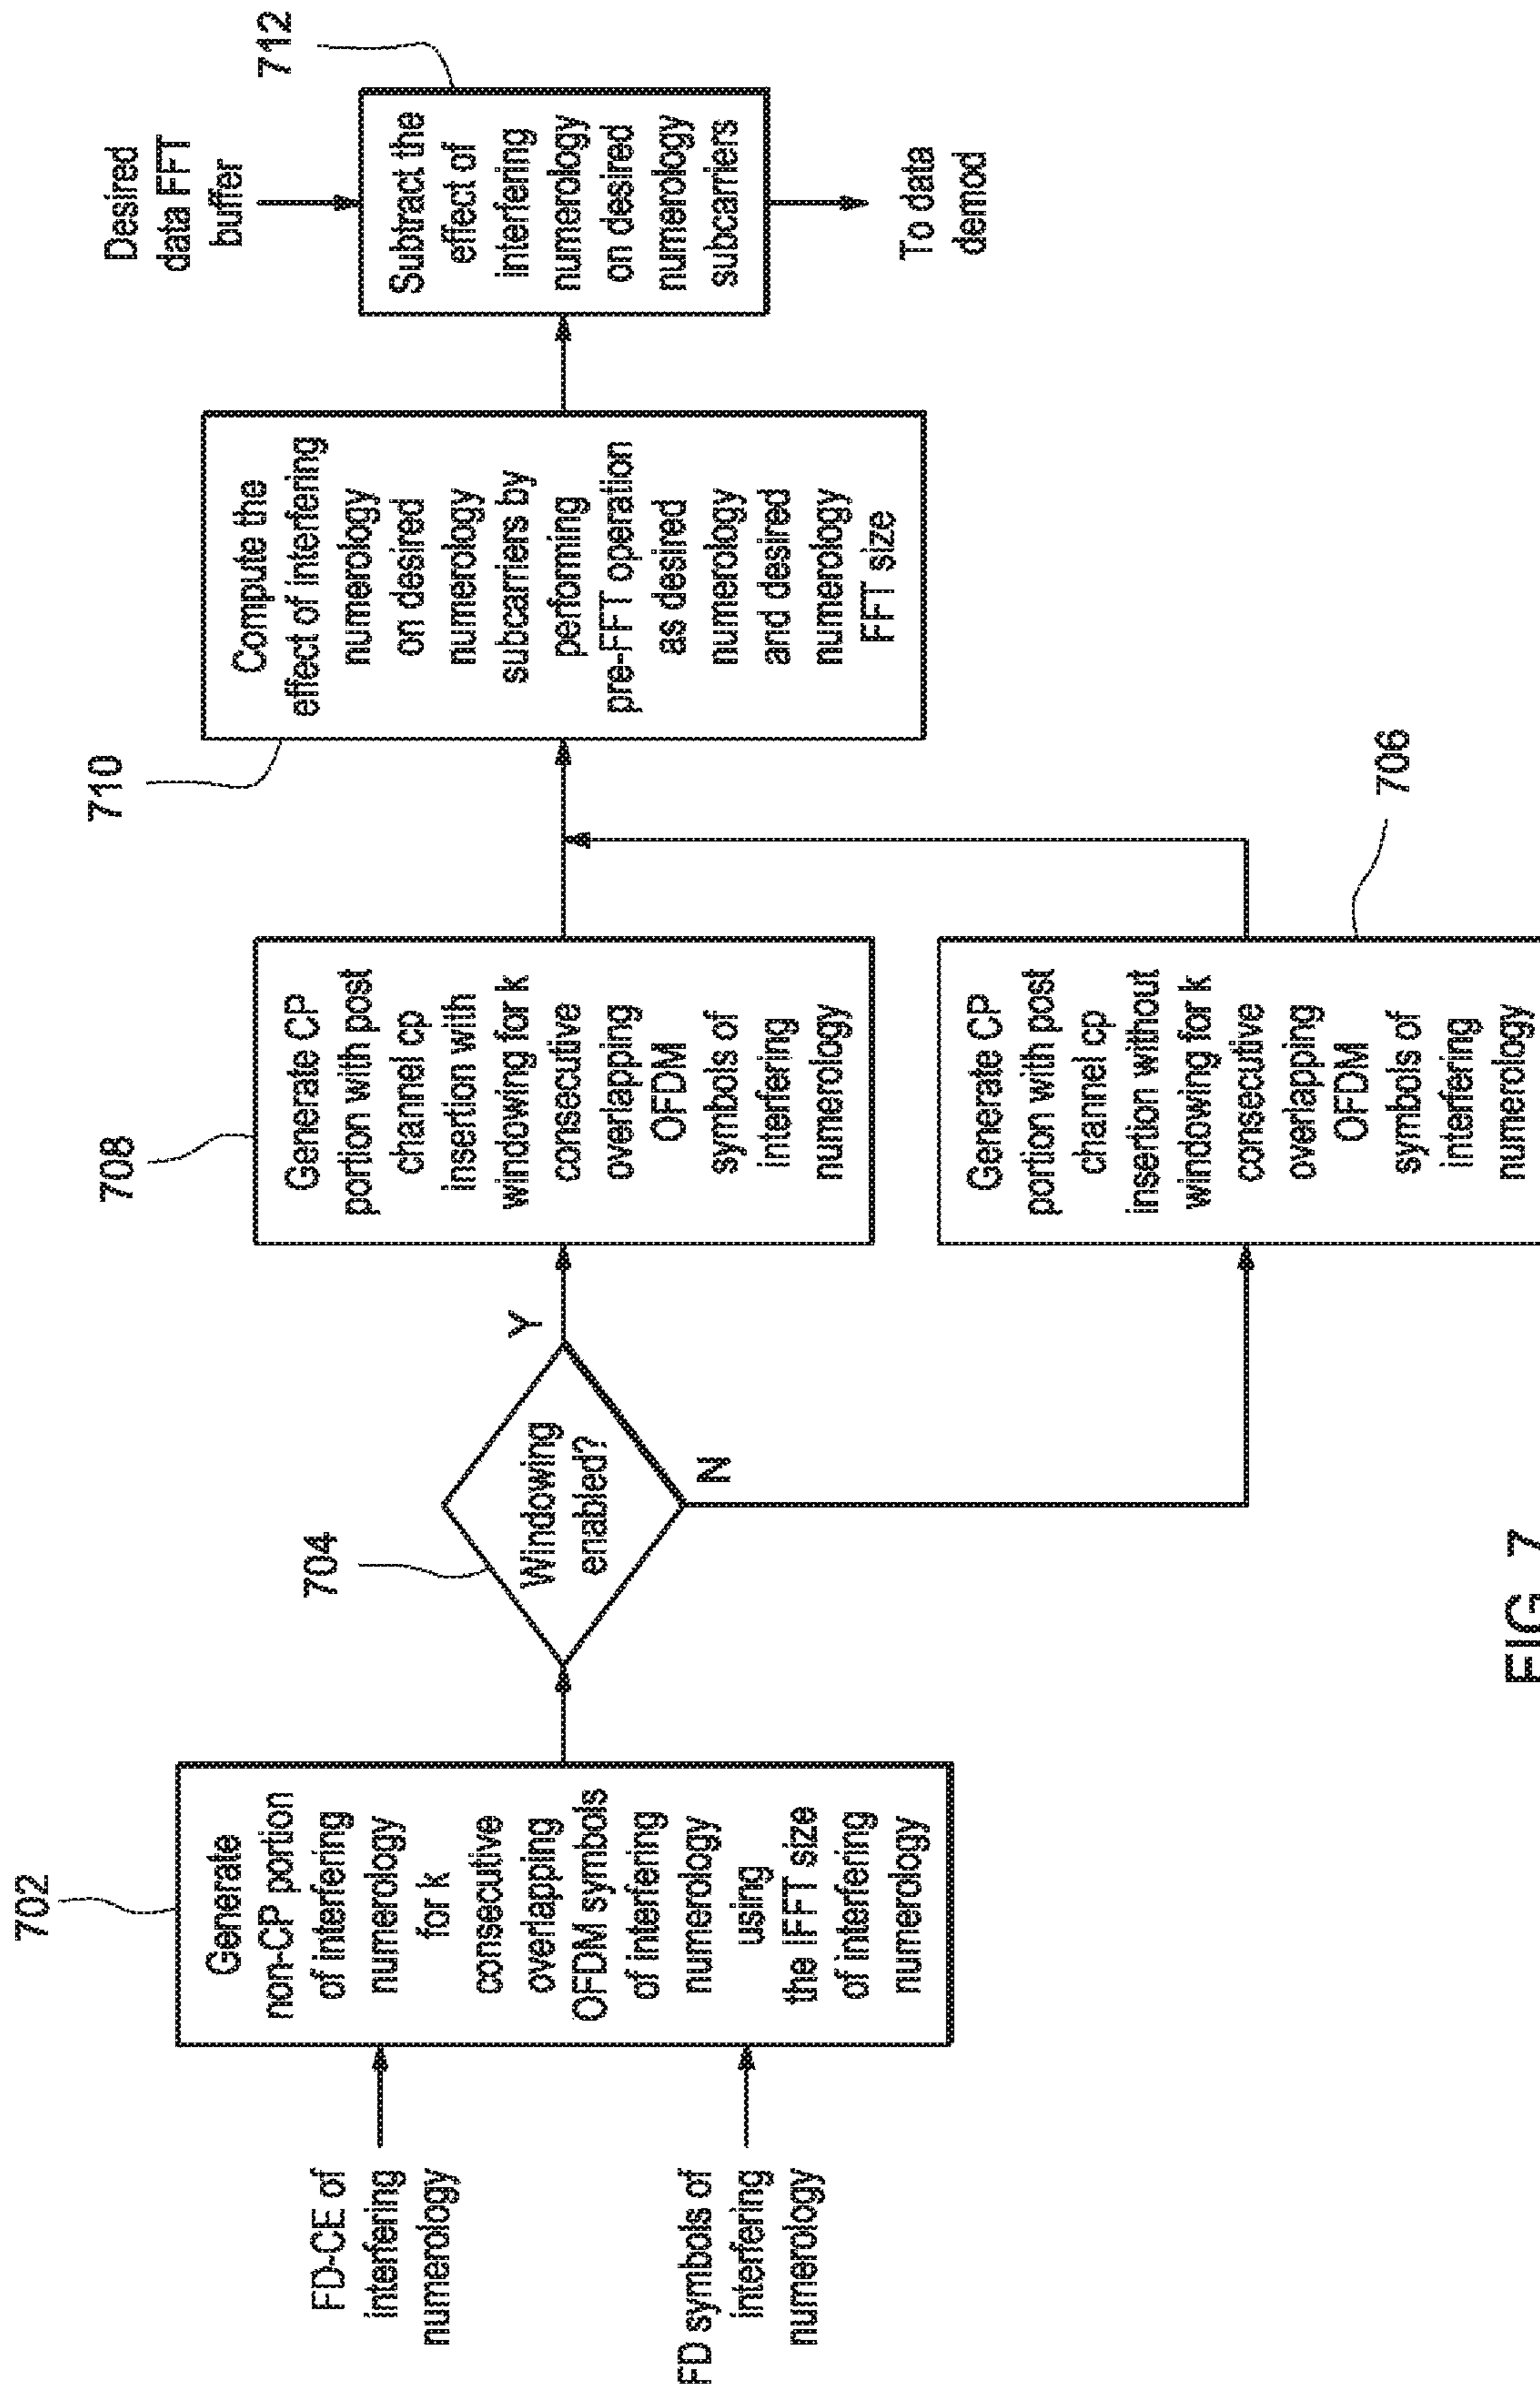 FD-CE of
interfering
numerology
FD symbols of
interfering
numerology
702
Generate
non-CP portion
of interfering
numerology
for k
consecutive
overlapping
OFDM symbols
of interfering
numerology
using
the IFFT size
of interfering
numerology
704
Windowing
enabled?
Y
N
708
Generate CP
portion with post
channel cp
insertion with
windowing for k
consecutive
overlapping
OFDM
symbols of
interfering
numerology
706
Generate CP
portion with post
channel cp
insertion without
windowing for k
consecutive
overlapping
OFDM
symbols of
interfering
numerology
710
Compute the
effect of interfering
numerology
on desired
numerology
subcarriers by
performing
pre-FFT operation
as desired
numerology
and desired
numerology
FFT size
Desired
data FFT
buffer
712
Subtract the
effect of
interfering
numerology
on desired
numerology
subcarriers
To data
demod
FIG. 7